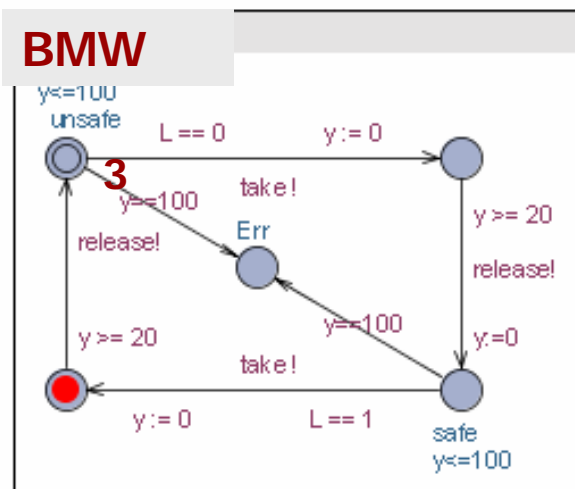 BMW
y<=100
unsafe
L == 0
y := 0
3
y==100
take!
Err
y >= 20
release!
release!
y >= 20
y==100
y:=0
take!
y := 0
L == 1
safe
y<=100